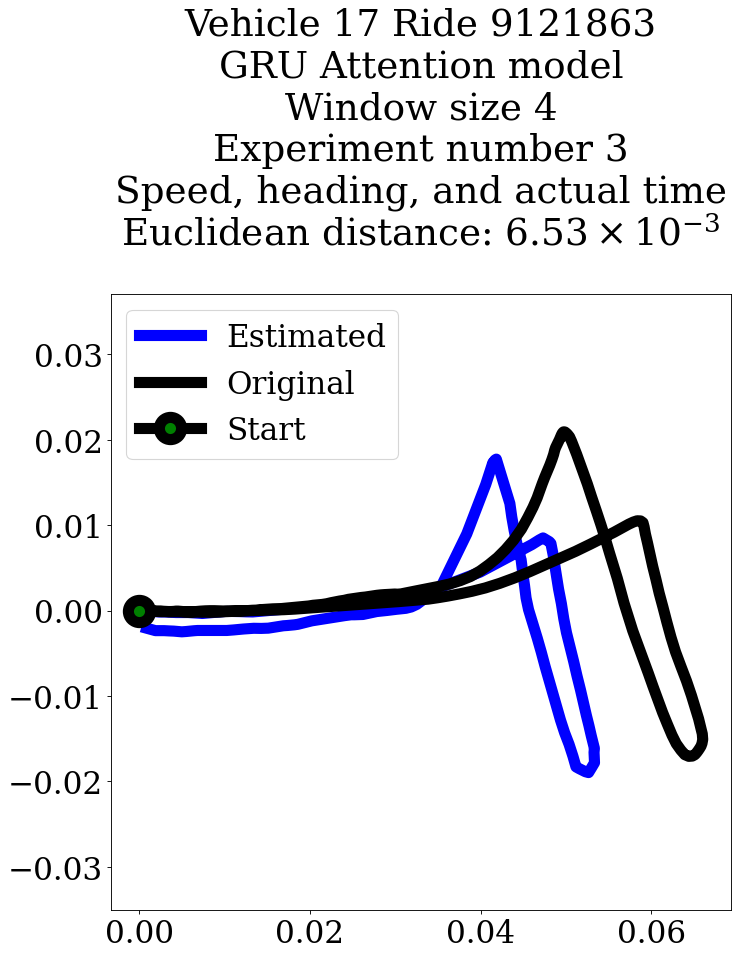 Vehicle 17 Ride 9121863
GRU Attention model
Window size 4
Experiment number 3
Speed, heading, and actual time
Euclidean distance: 6.53 × 10⁻³
Estimated
Original
Start
0.03
0.02
0.01
0.00
−0.01
−0.02
−0.03
0.00 0.02 0.04 0.06